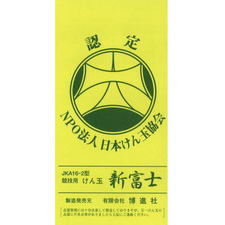 認定
NPO法人 日本けん玉協会
JKA16-2型
競技用 けん玉 新富士
製造発売元 有限会社 博進社